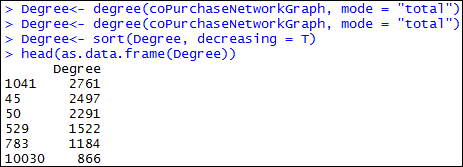 > Degree<- degree(coPurchaseNetworkGraph, mode = "total")
> Degree<- degree(coPurchaseNetworkGraph, mode = "total")
> Degree<- sort(Degree, decreasing = T)
> head(as.data.frame(Degree))
Degree
1041 2761
45 2497
50 2291
529 1522
783 1184
10030 866